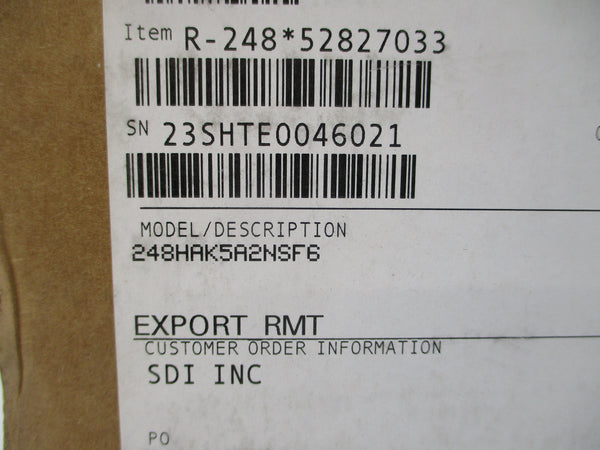 Item R-248*52827033
SN 23SHTE0046021
MODEL/DESCRIPTION
248HAK5A2NSF6
EXPORT RMT
CUSTOMER ORDER INFORMATION
SDI INC
PO